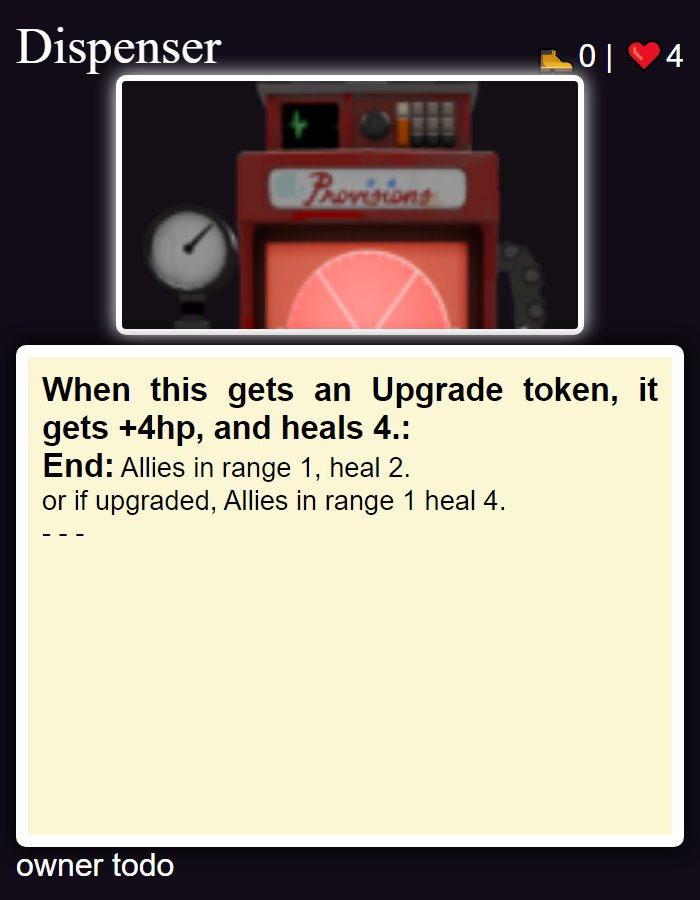 Dispenser
🥾0 | ❤️4
Provisions
When this gets an Upgrade token, it
gets +4hp, and heals 4.:
End: Allies in range 1, heal 2.
or if upgraded, Allies in range 1 heal 4.
- - -
owner todo